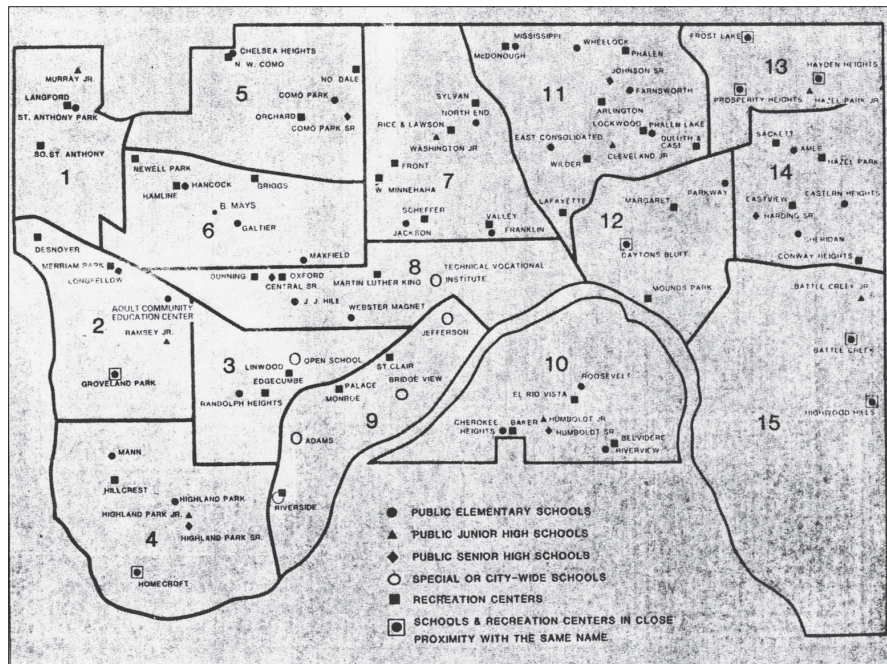 MISSISSIPPI
McDONOUGH
WHEELOCK
PHALEN
FROST LAKE
13
HAYDEN HEIGHTS
CHELSEA HEIGHTS
N. W. COMO
MURRAY JR.
NO. DALE
JOHNSON SR.
5
COMO PARK
SYLVAN
11
FARNSWORTH
PROSPERITY HEIGHTS
HAZEL PARK JR.
LANGFORD
ST. ANTHONY PARK
ORCHARD
COMO PARK SR.
NORTH END
ARLINGTON
RICE & LAWSON
LOCKWOOD
PHALEN LAKE
WASHINGTON JR.
EAST CONSOLIDATED
DULUTH &
CASE
SACKETT
AMES
SO. ST. ANTHONY
CLEVELAND JR.
HAZEL PARK
NEWELL PARK
FRONT
WILDER
14
1
HAMLINE
HANCOCK
GRIGGS
W. MINNEHAHA
7
PARKWAY
EASTERN HEIGHTS
B. MAYS
SCHEFFER
LAFAYETTE
MARGARET
EASTVIEW
6
GALTIER
JACKSON
VALLEY
FRANKLIN
12
HARDING SR.
SHERIDAN
DESNOYER
MAXFIELD
DAYTONS BLUFF
CONWAY HEIGHTS
MERRIAM PARK
LONGFELLOW
DUNNING
OXFORD
CENTRAL SR.
8
MARTIN LUTHER KING
TECHNICAL VOCATIONAL
INSTITUTE
BATTLE CREEK JR.
ADULT COMMUNITY
EDUCATION CENTER
J. J. HILL
WEBSTER MAGNET
MOUNDS PARK
2
RAMSEY JR.
JEFFERSON
BATTLE CREEK
3
LINWOOD
OPEN SCHOOL
ST. CLAIR
10
GROVELAND PARK
EDGECUMBE
BRIDGE VIEW
ROOSEVELT
RANDOLPH HEIGHTS
PALACE
MONROE
EL RIO VISTA
HIGHWOOD HILLS
9
CHEROKEE
HEIGHTS
BAKER
HUMBOLDT JR.
HUMBOLDT SR.
15
ADAMS
BELVIDERE
RIVERVIEW
MANN
HILLCREST
HIGHLAND PARK
RIVERSIDE
HIGHLAND PARK JR.
HIGHLAND PARK SR.
4
HOMECROFT
PUBLIC ELEMENTARY SCHOOLS
PUBLIC JUNIOR HIGH SCHOOLS
PUBLIC SENIOR HIGH SCHOOLS
SPECIAL OR CITY-WIDE SCHOOLS
RECREATION CENTERS
SCHOOLS & RECREATION CENTERS IN CLOSE
PROXIMITY WITH THE SAME NAME.